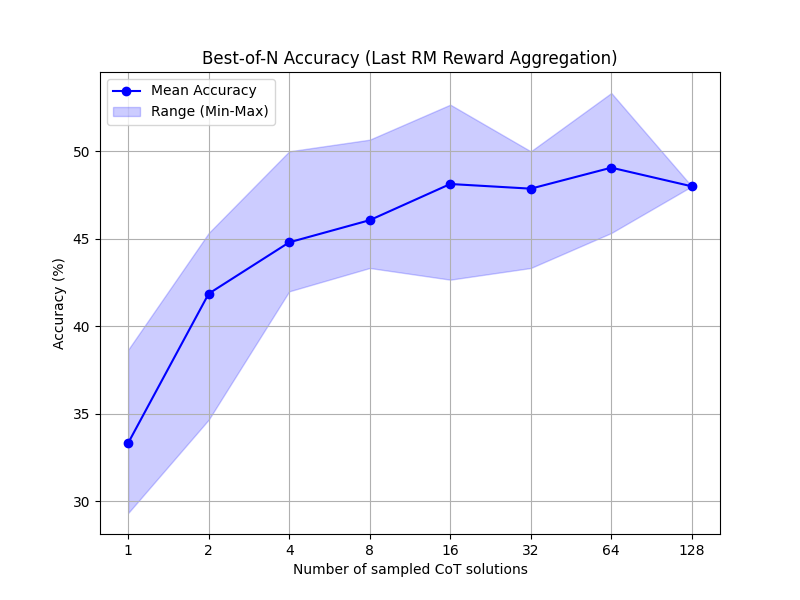 Best-of-N Accuracy (Last RM Reward Aggregation)
Mean Accuracy
Range (Min-Max)
Accuracy (%)
50
45
40
35
30
1 2 4 8 16 32 64 128
Number of sampled CoT solutions